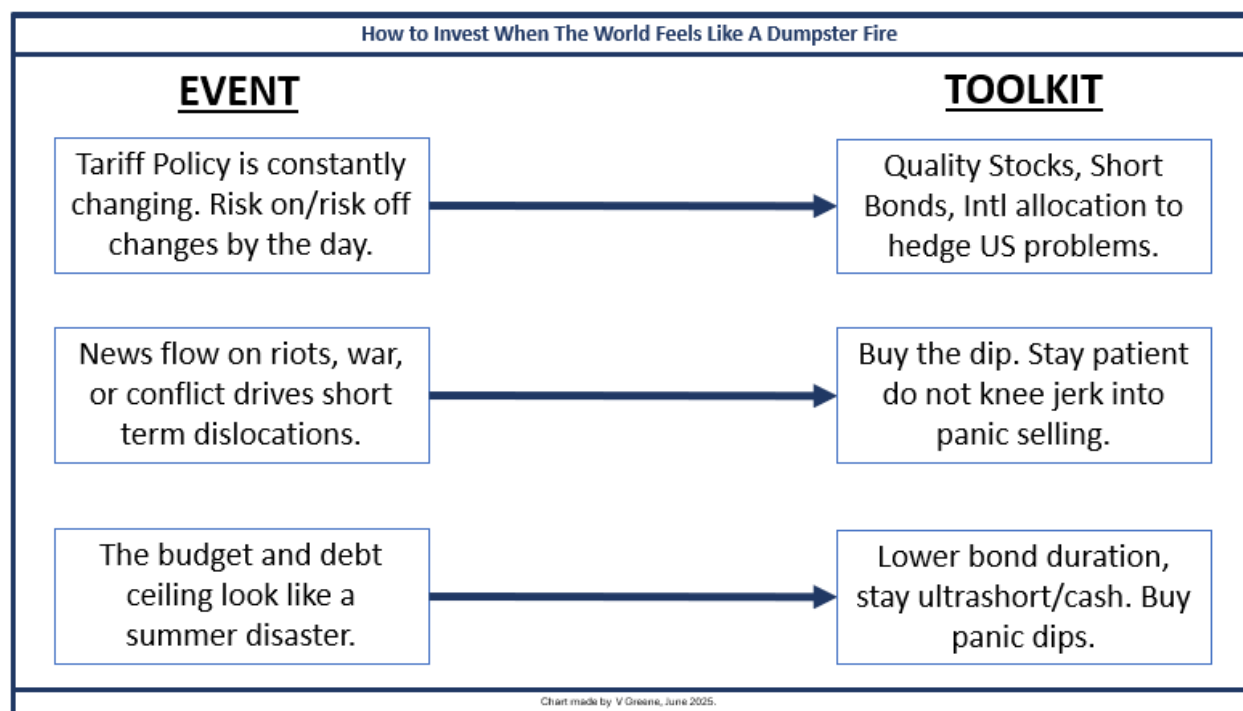 How to Invest When The World Feels Like A Dumpster Fire
EVENT
TOOLKIT
Tariff Policy is constantly
changing. Risk on/risk off
changes by the day.
Quality Stocks, Short
Bonds, Intl allocation to
hedge US problems.
News flow on riots, war,
or conflict drives short
term dislocations.
Buy the dip. Stay patient
do not knee jerk into
panic selling.
The budget and debt
ceiling look like a
summer disaster.
Lower bond duration,
stay ultrashort/cash. Buy
panic dips.
Chart made by V Greene, June 2025.